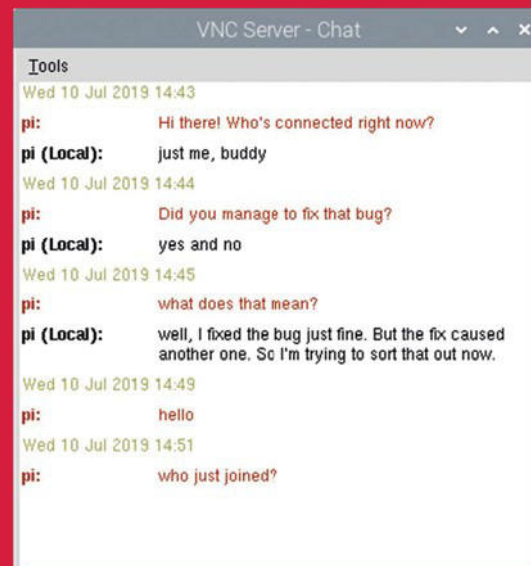 VNC Server - Chat
Tools
Wed 10 Jul 2019 14:43
pi: Hi there! Who's connected right now?
pi (Local): just me, buddy
Wed 10 Jul 2019 14:44
pi: Did you manage to fix that bug?
pi (Local): yes and no
Wed 10 Jul 2019 14:45
pi: what does that mean?
pi (Local): well, I fixed the bug just fine. But the fix caused
another one. So I'm trying to sort that out now.
Wed 10 Jul 2019 14:49
pi: hello
Wed 10 Jul 2019 14:51
pi: who just joined?